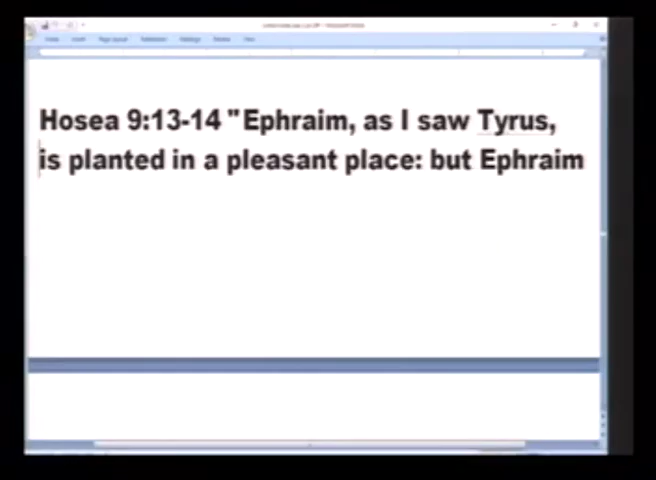 Hosea 9:13-14 "Ephraim, as I saw Tyrus,
is planted in a pleasant place: but Ephraim